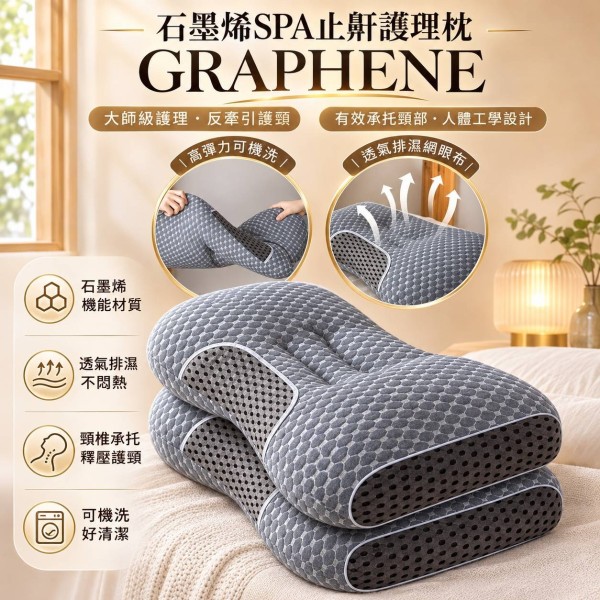 石墨烯SPA止鼾護理枕
GRAPHENE
大師級護理・反牽引護頸
有效承托頸部・人體工學設計
高彈力可機洗
透氣排濕網眼布
石墨烯
機能材質
透氣排濕
不悶熱
頸椎承托
釋壓護頸
可機洗
好清潔